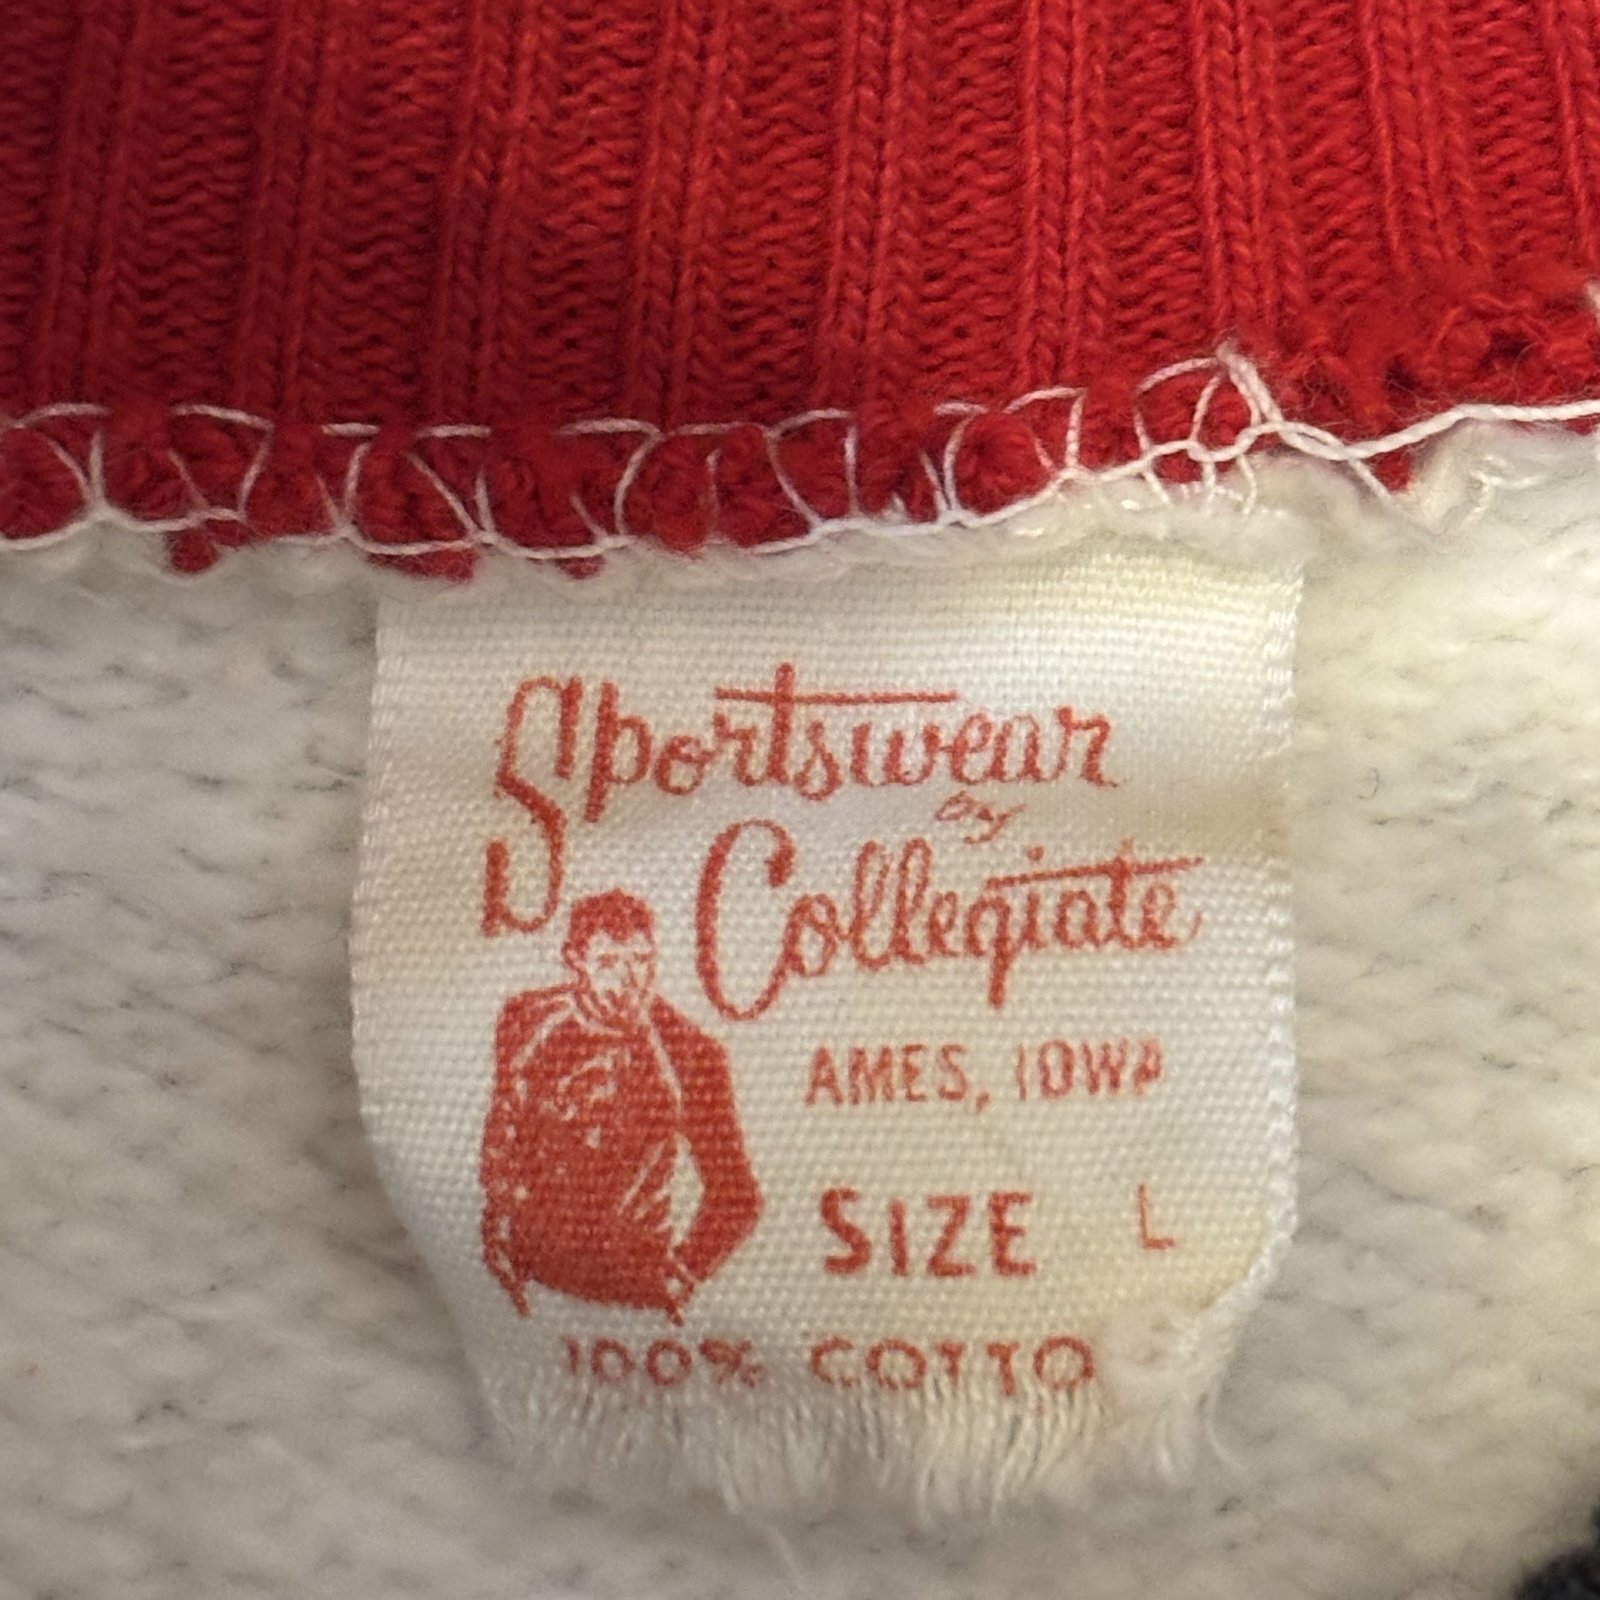 Sportswear
by
Collegiate
AMES, IOWA
SIZE L
100% COTTO